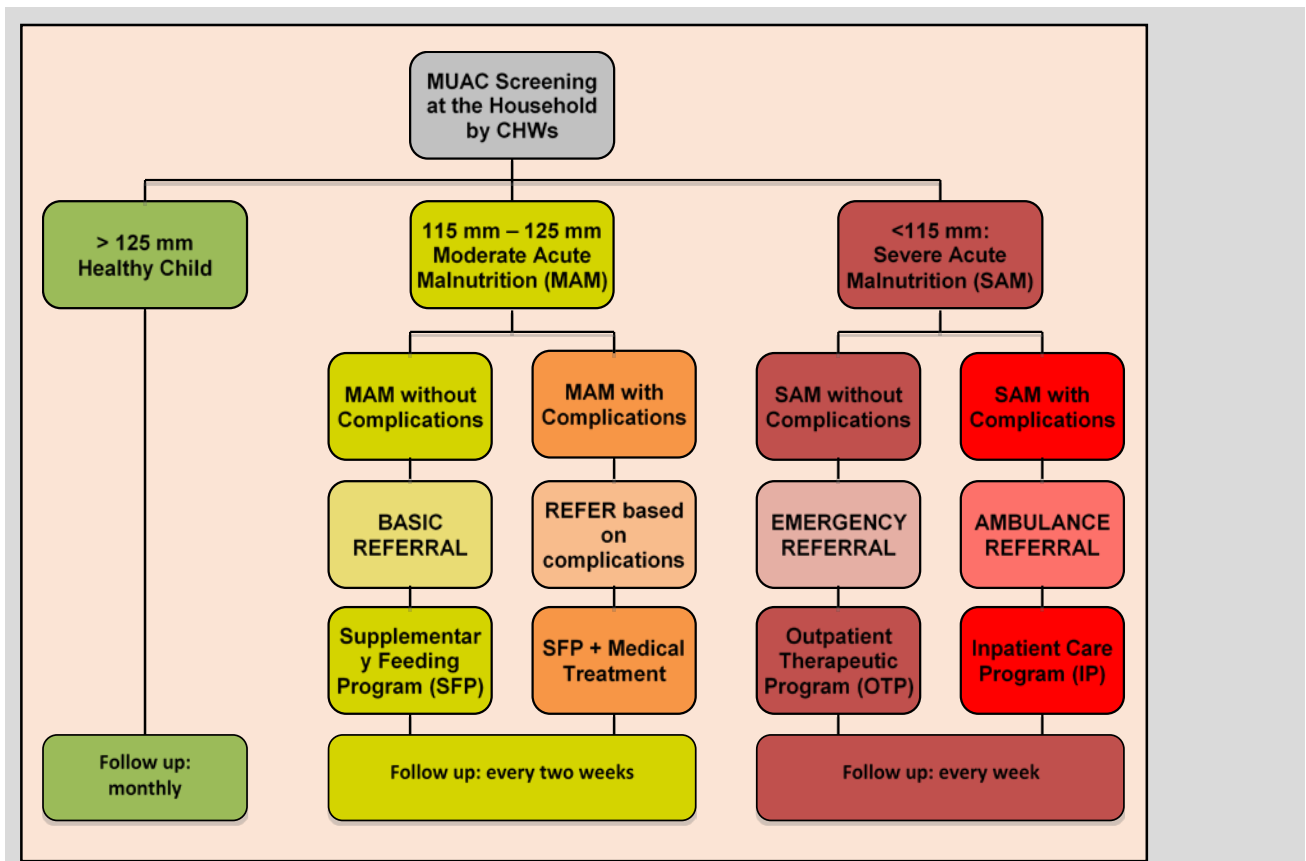 MUAC Screening
at the Household
by CHWs
> 125 mm
Healthy Child
115 mm – 125 mm
Moderate Acute
Malnutrition (MAM)
<115 mm:
Severe Acute
Malnutrition (SAM)
MAM without
Complications
MAM with
Complications
SAM without
Complications
SAM with
Complications
BASIC
REFERRAL
REFER based
on
complications
EMERGENCY
REFERRAL
AMBULANCE
REFERRAL
Supplementar
y Feeding
Program (SFP)
SFP + Medical
Treatment
Outpatient
Therapeutic
Program (OTP)
Inpatient Care
Program (IP)
Follow up:
monthly
Follow up: every two weeks
Follow up: every week